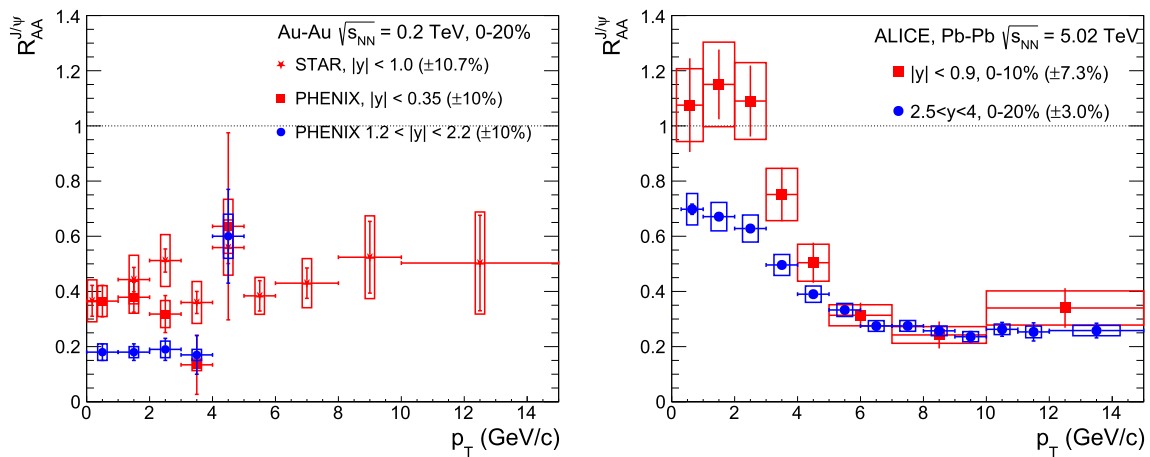 R_AA^J/ψ
1.4
1.2
1
0.8
0.6
0.4
0.2
0
Au-Au √s_NN = 0.2 TeV, 0-20%
STAR, |y| < 1.0 (±10.7%)
PHENIX, |y| < 0.35 (±10%)
PHENIX 1.2 < |y| < 2.2 (±10%)
0 2 4 6 8 10 12 14
p_T (GeV/c)
R_AA^J/ψ
1.4
1.2
1
0.8
0.6
0.4
0.2
0
ALICE, Pb-Pb √s_NN = 5.02 TeV
|y| < 0.9, 0-10% (±7.3%)
2.5<y<4, 0-20% (±3.0%)
0 2 4 6 8 10 12 14
p_T (GeV/c)